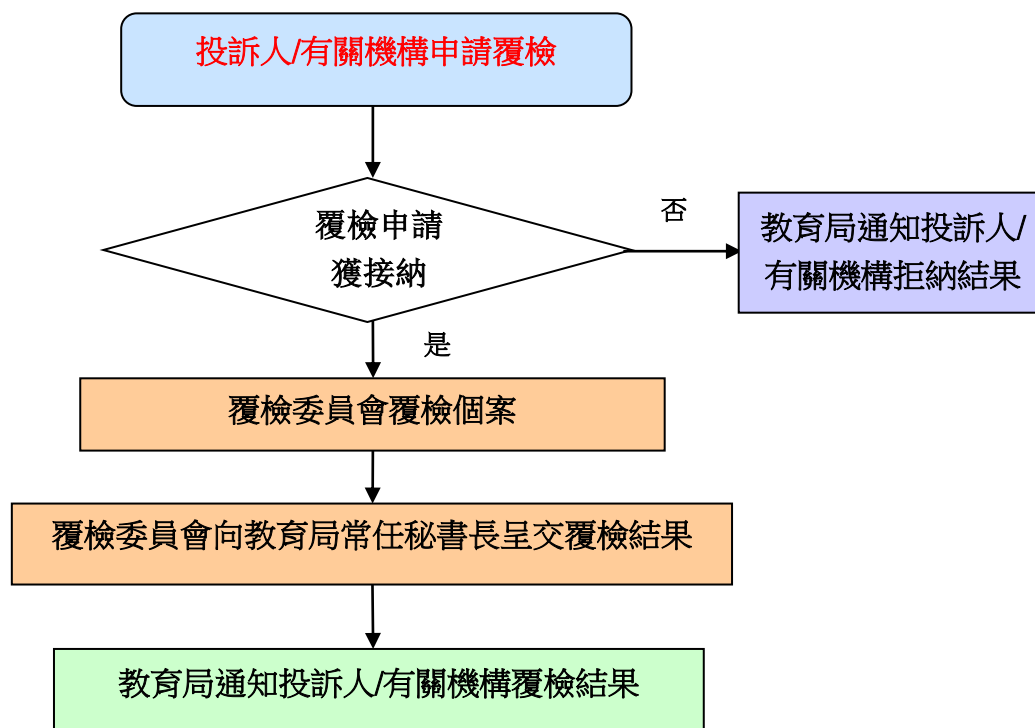 投訴人/有關機構申請覆檢
覆檢申請
獲接納
否
教育局通知投訴人/
有關機構拒納結果
是
覆檢委員會覆檢個案
覆檢委員會向教育局常任秘書長呈交覆檢結果
教育局通知投訴人/有關機構覆檢結果